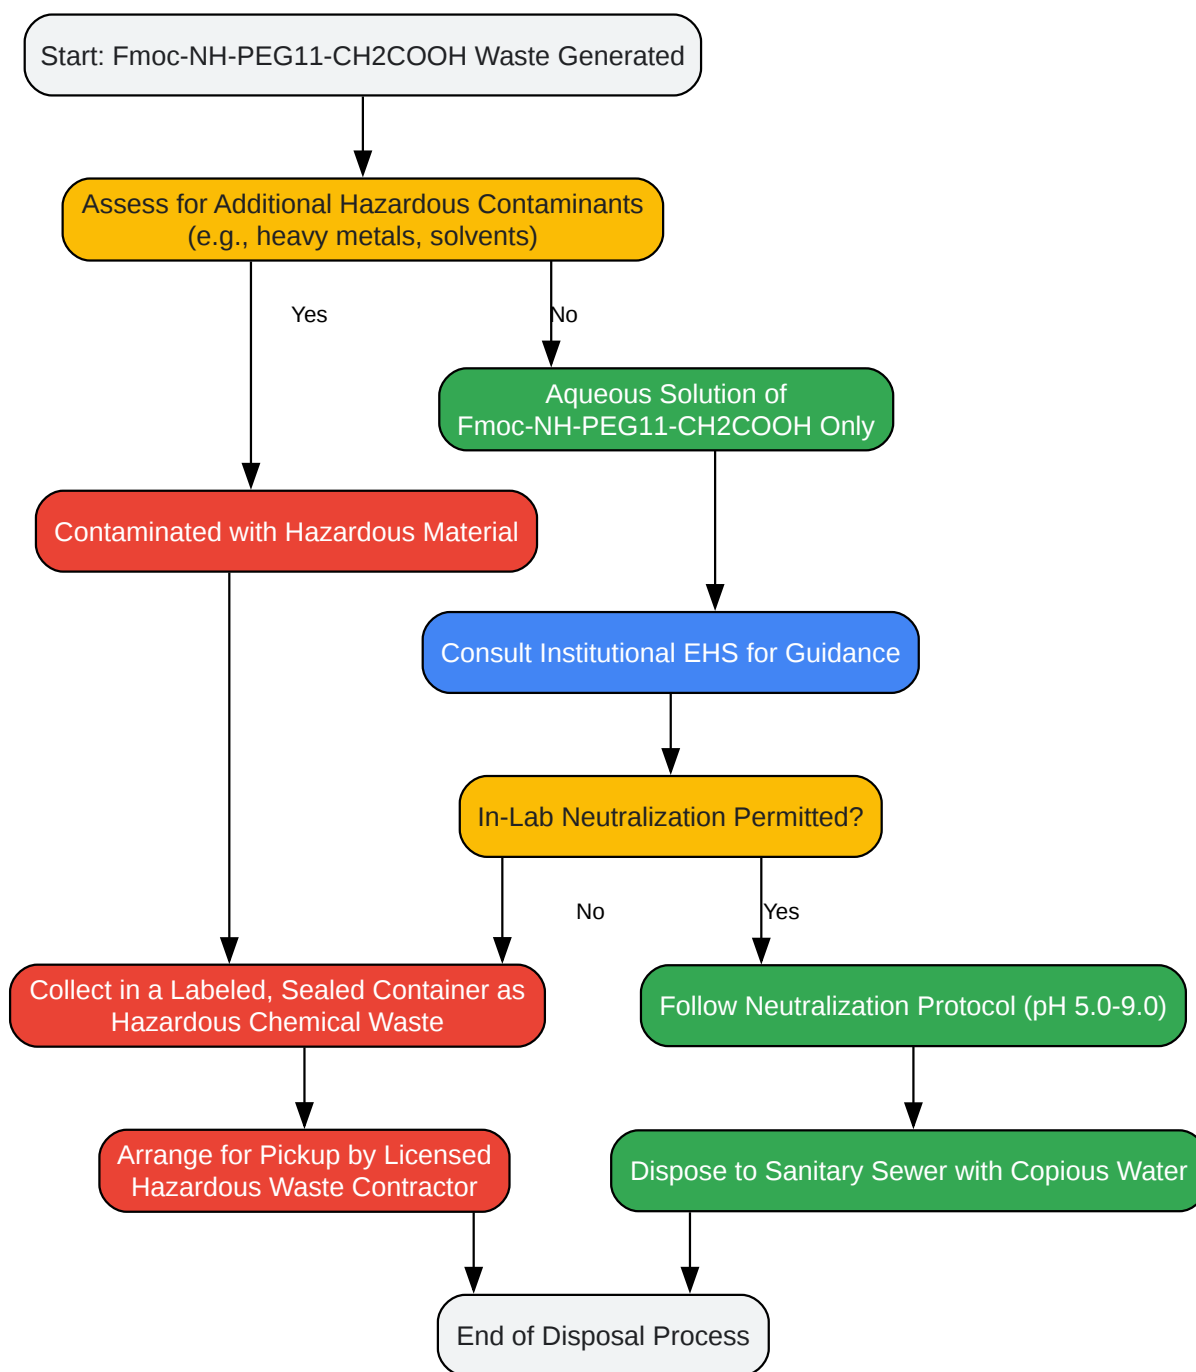 Start: Fmoc-NH-PEG11-CH2COOH Waste Generated
Assess for Additional Hazardous Contaminants
(e.g., heavy metals, solvents)
Yes
No
Aqueous Solution of
Fmoc-NH-PEG11-CH2COOH Only
Contaminated with Hazardous Material
Consult Institutional EHS for Guidance
In-Lab Neutralization Permitted?
No
Yes
Collect in a Labeled, Sealed Container as
Hazardous Chemical Waste
Follow Neutralization Protocol (pH 5.0-9.0)
Arrange for Pickup by Licensed
Hazardous Waste Contractor
Dispose to Sanitary Sewer with Copious Water
End of Disposal Process